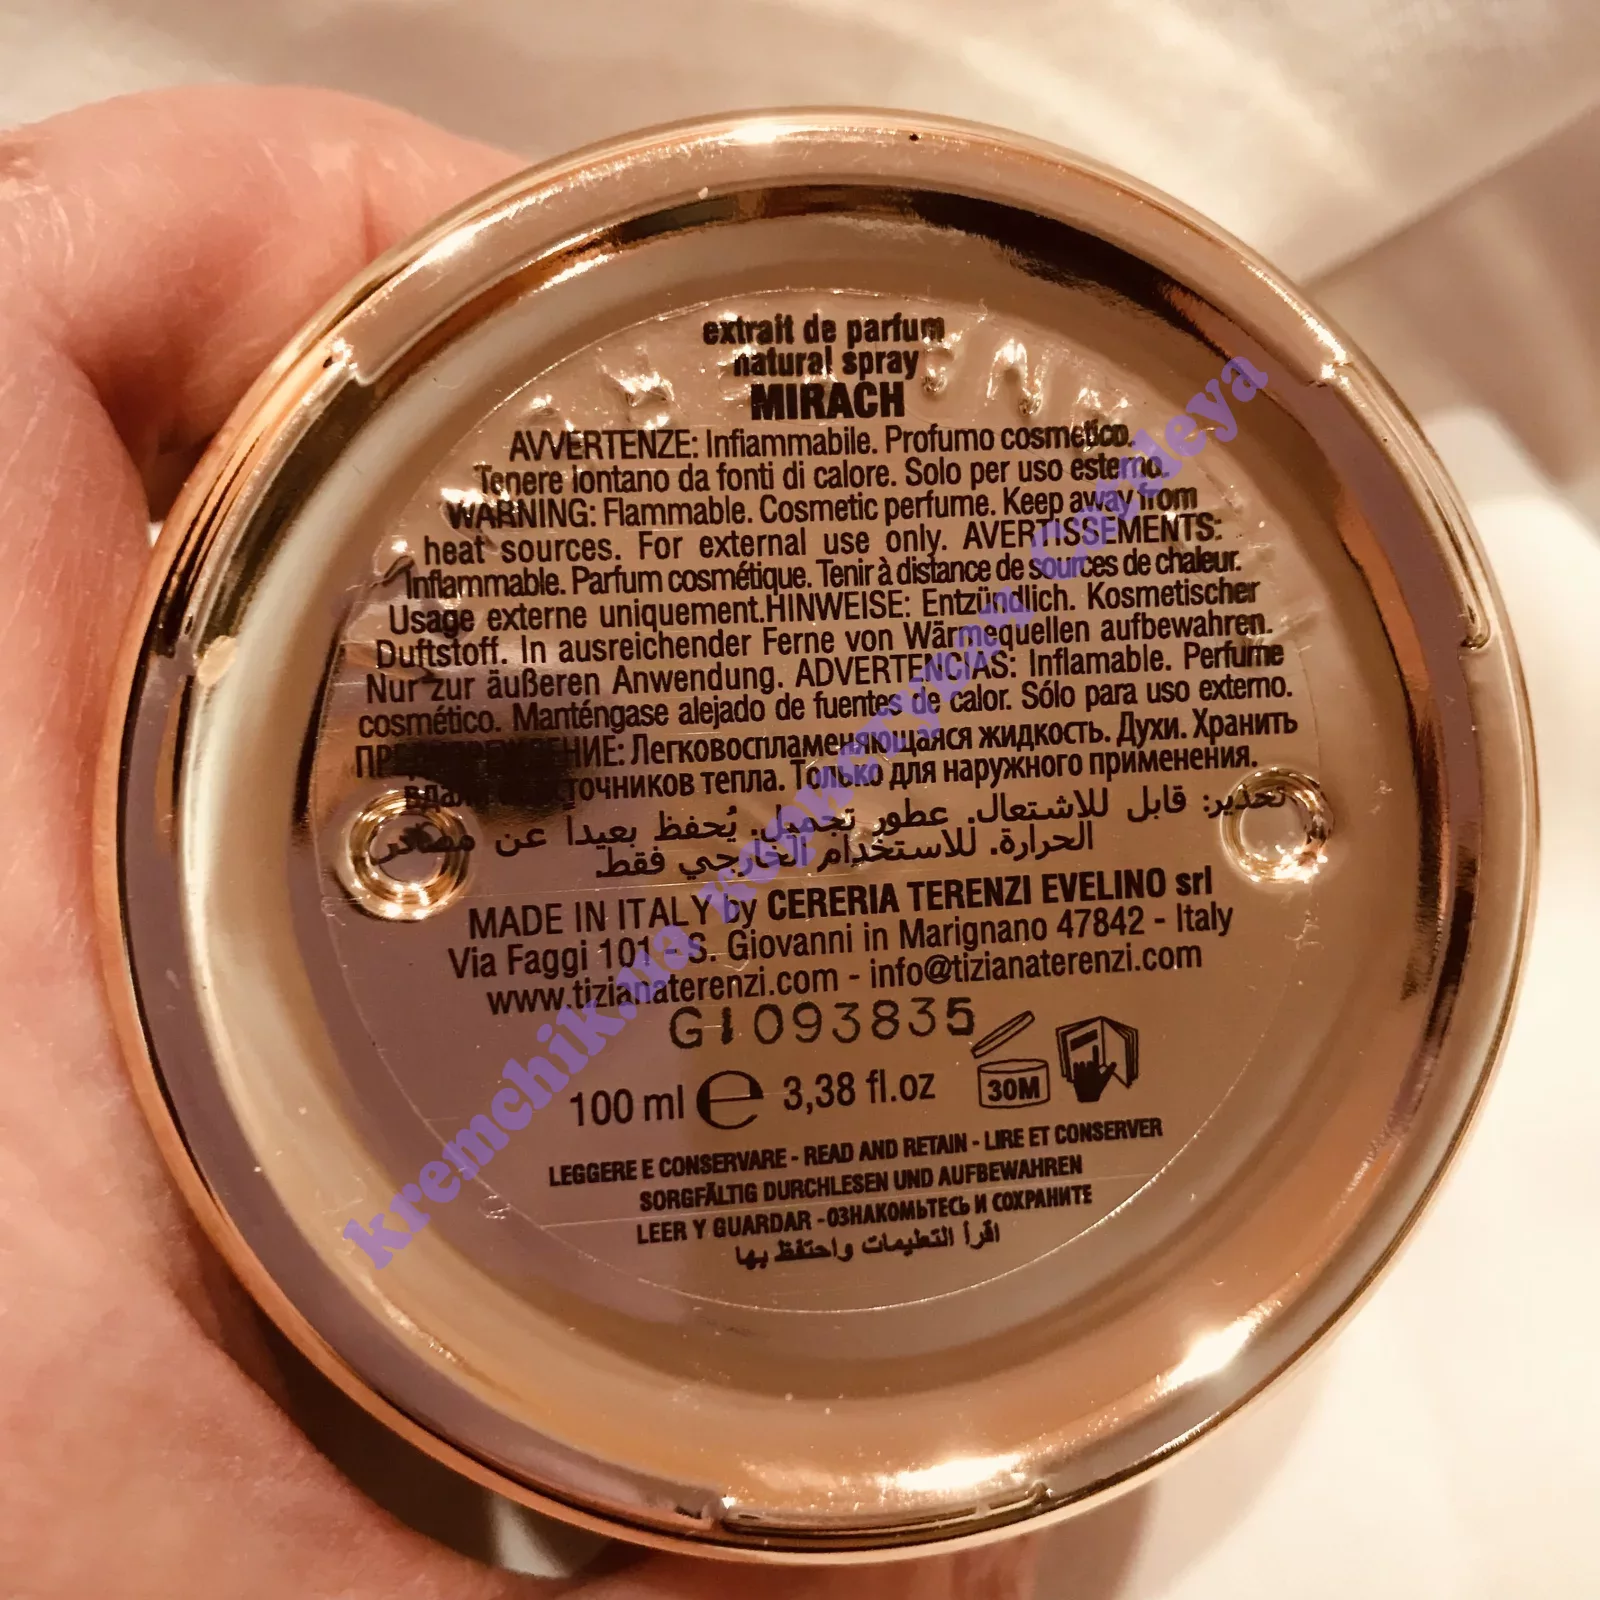 extrait de parfum
natural spray
MIRACH
AVVERTENZE: Infiammabile. Profumo cosmetico.
Tenere lontano da fonti di calore. Solo per uso esterno.
WARNING: Flammable. Cosmetic perfume. Keep away from
heat sources. For external use only. AVERTISSEMENTS:
Inflammable. Parfum cosmétique. Tenir à distance de sources de chaleur.
Usage externe uniquement.HINWEISE: Entzündlich. Kosmetischer
Duftstoff. In ausreichender Ferne von Wärmequellen aufbewahren.
Nur zur äußeren Anwendung. ADVERTENCIAS: Inflamable. Perfume
cosmético. Manténgase alejado de fuentes de calor. Sólo para uso externo.
ПРЕДУПРЕЖДЕНИЕ: Легковоспламеняющаяся жидкость. Духи. Хранить
вдали источников тепла. Только для наружного применения.
تحذير: قابل للاشتعال. عطور تجميل. يُحفظ بعيداً عن مصادر
الحرارة. للاستخدام الخارجي فقط
MADE IN ITALY by CERERIA TERENZI EVELINO srl
Via Faggi 101 - S. Giovanni in Marignano 47842 - Italy
www.tizianaterenzi.com - info@tizianaterenzi.com
GI093835
100 ml e 3,38 fl.oz 30M
LEGGERE E CONSERVARE - READ AND RETAIN - LIRE ET CONSERVER
SORGFÄLTIG DURCHLESEN UND AUFBEWAHREN
LEER Y GUARDAR -ОЗНАКОМЬТЕСЬ И СОХРАНИТЕ
اقرأ التعليمات واحتفظ بها
kremchik.ua